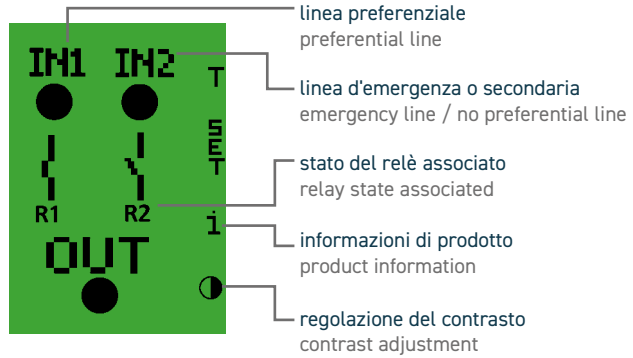 linea preferenziale
preferential line
IN1 IN2 T
linea d'emergenza o secondaria
emergency line / no preferential line
SET
stato del relè associato
relay state associated
R1 R2
i
informazioni di prodotto
product information
OUT
regolazione del contrasto
contrast adjustment